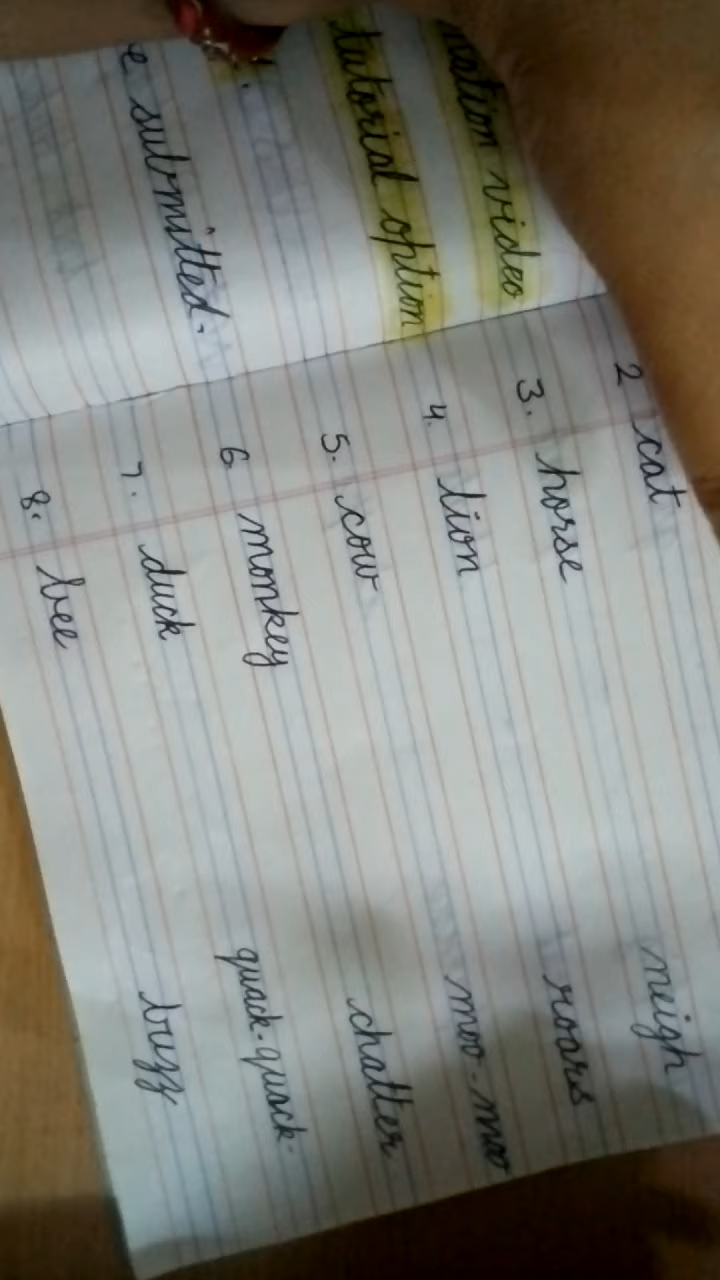 mation video
tutorial option
e submitted.
2 cat neigh
3. horse roars
4. lion moo-moo
5. cow chatter
6. monkey quack-quack.
7. duck buzz
8. bee